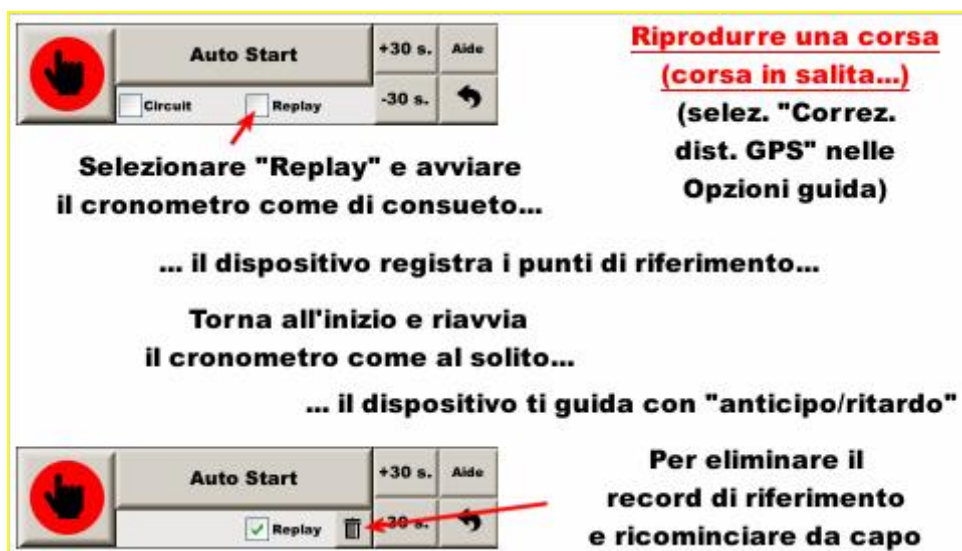 Auto Start
+30 s.
Aide
Circuit
Replay
-30 s.
Riprodurre una corsa
(corsa in salita...)
(selez. "Correz.
dist. GPS" nelle
Opzioni guida)
Selezionare "Replay" e avviare
il cronometro come di consueto...
... il dispositivo registra i punti di riferimento...
Torna all'inizio e riavvia
il cronometro come al solito...
... il dispositivo ti guida con "anticipo/ritardo"
Auto Start
+30 s.
Aide
Replay
-30 s.
Per eliminare il
record di riferimento
e ricominciare da capo